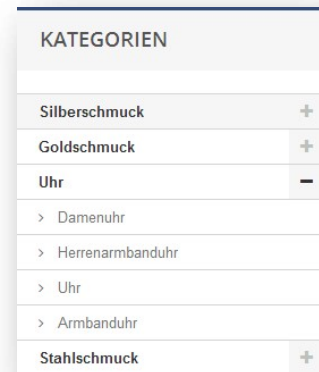 KATEGORIEN
Silberschmuck
Goldschmuck
Uhr
Damenuhr
Herrenarmbanduhr
Uhr
Armbanduhr
Stahlschmuck